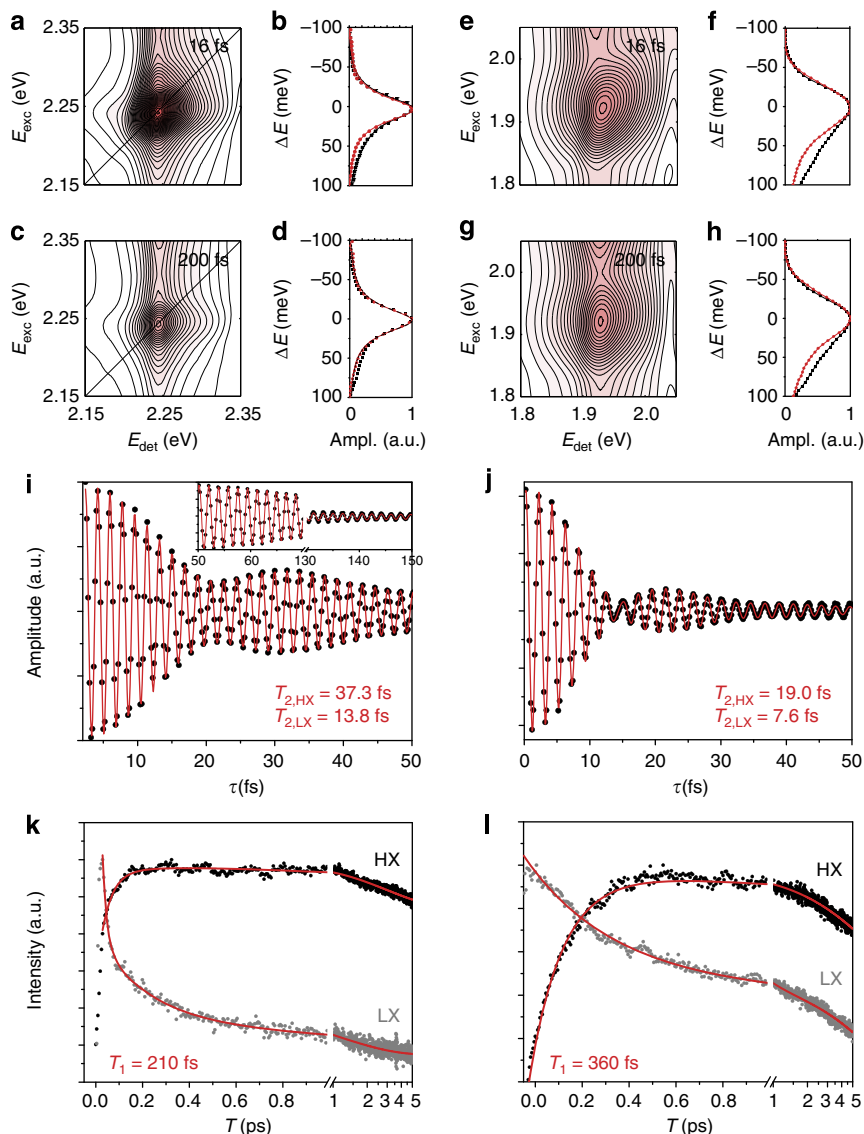 a
2.35
2.25
2.15
E_exc (eV)
16 fs
b
−100
−50
0
50
100
ΔE (meV)
e
2.0
1.9
1.8
E_exc (eV)
16 fs
f
−100
−50
0
50
100
ΔE (meV)
c
2.35
2.25
2.15
E_exc (eV)
200 fs
2.15 2.25 2.35
E_det (eV)
d
−100
−50
0
50
100
ΔE (meV)
0 1
Ampl. (a.u.)
g
2.0
1.9
1.8
E_exc (eV)
200 fs
1.8 1.9 2.0
E_det (eV)
h
−100
−50
0
50
100
ΔE (meV)
0 1
Ampl. (a.u.)
i
Amplitude (a.u.)
50 60 130 150
T_2,HX = 37.3 fs
T_2,LX = 13.8 fs
10 20 30 40 50
τ(fs)
j
T_2,HX = 19.0 fs
T_2,LX = 7.6 fs
0 10 20 30 40 50
τ(fs)
k
Intensity (a.u.)
HX
LX
T_1 = 210 fs
0.0 0.2 0.4 0.6 0.8 1 2 3 4 5
T (ps)
l
HX
LX
T_1 = 360 fs
0.0 0.2 0.4 0.6 0.8 1 2 3 4 5
T (ps)